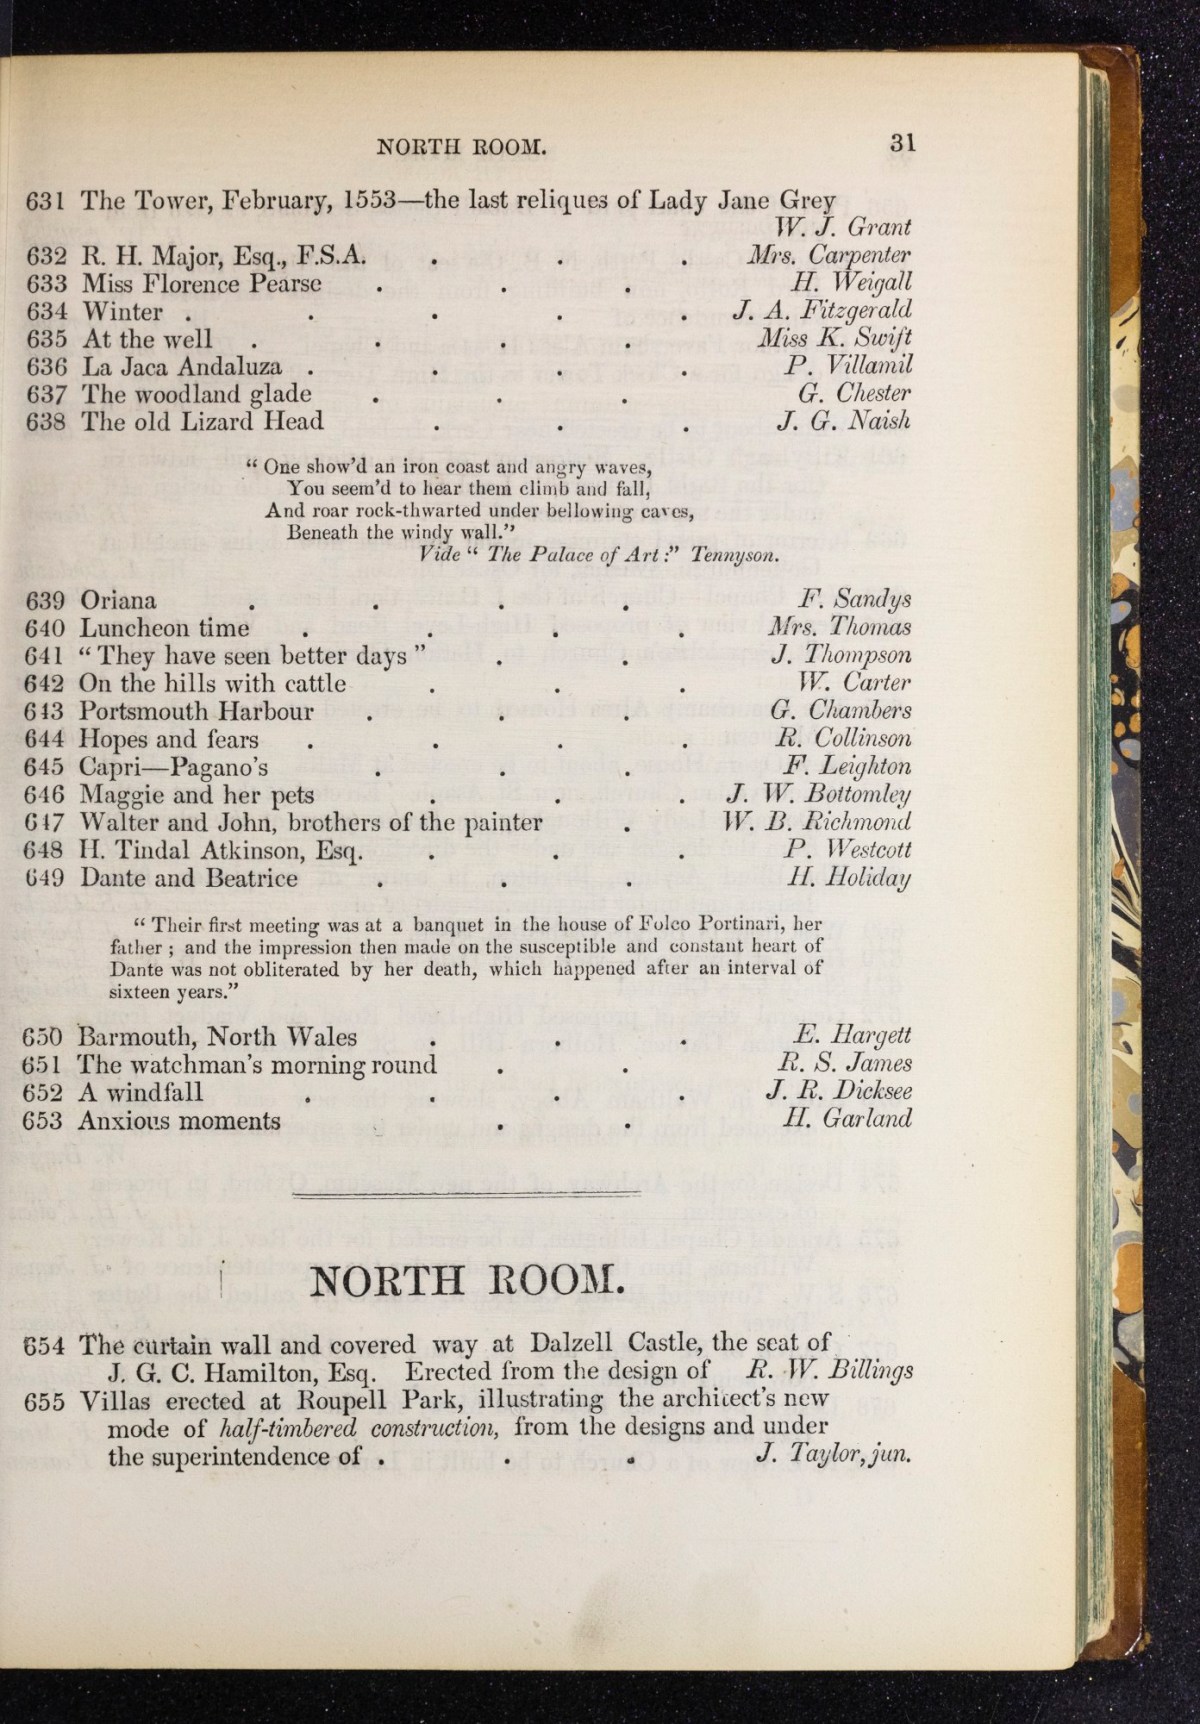 NORTH ROOM. 31
631 The Tower, February, 1553—the last reliques of Lady Jane Grey
W. J. Grant
632 R. H. Major, Esq., F.S.A. . . . Mrs. Carpenter
633 Miss Florence Pearse . . . H. Weigall
634 Winter . . . . . J. A. Fitzgerald
635 At the well . . . . Miss K. Swift
636 La Jaca Andaluza . . . . P. Villamil
637 The woodland glade . . . G. Chester
638 The old Lizard Head . . . J. G. Naish
“ One show’d an iron coast and angry waves,
You seem’d to hear them climb and fall,
And roar rock-thwarted under bellowing caves,
Beneath the windy wall.”
Vide “ The Palace of Art :” Tennyson.
639 Oriana . . . . F. Sandys
640 Luncheon time . . . . Mrs. Thomas
641 “ They have seen better days ” . . J. Thompson
642 On the hills with cattle . . . W. Carter
643 Portsmouth Harbour . . . G. Chambers
644 Hopes and fears . . . . R. Collinson
645 Capri—Pagano’s . . . F. Leighton
646 Maggie and her pets . . . J. W. Bottomley
647 Walter and John, brothers of the painter . W. B. Richmond
648 H. Tindal Atkinson, Esq. . . . P. Westcott
649 Dante and Beatrice . . . H. Holiday
“ Their first meeting was at a banquet in the house of Folco Portinari, her
father ; and the impression then made on the susceptible and constant heart of
Dante was not obliterated by her death, which happened after an interval of
sixteen years.”
650 Barmouth, North Wales . . . E. Hargett
651 The watchman’s morning round . . R. S. James
652 A windfall . . . . J. R. Dicksee
653 Anxious moments . . H. Garland
NORTH ROOM.
654 The curtain wall and covered way at Dalzell Castle, the seat of
J. G. C. Hamilton, Esq. Erected from the design of R. W. Billings
655 Villas erected at Roupell Park, illustrating the architect’s new
mode of half-timbered construction, from the designs and under
the superintendence of . . . J. Taylor, jun.